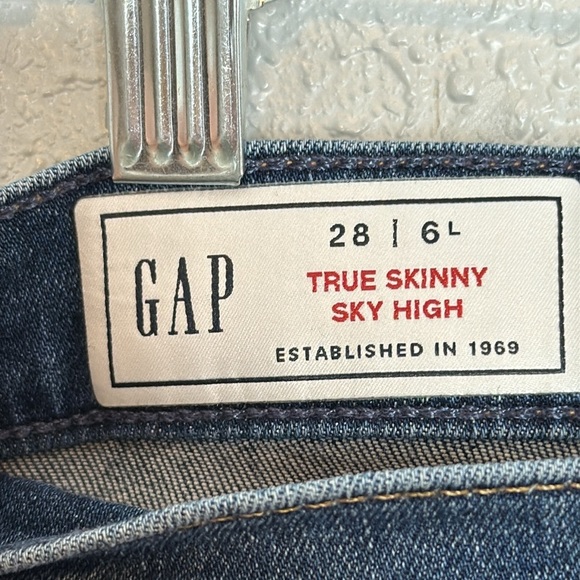 GAP
28 | 6L
TRUE SKINNY
SKY HIGH
ESTABLISHED IN 1969